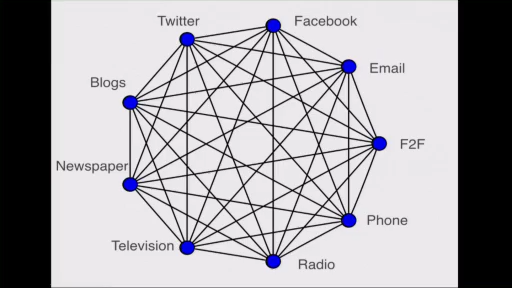 Twitter
Facebook
Email
Blogs
F2F
Newspaper
Phone
Television
Radio